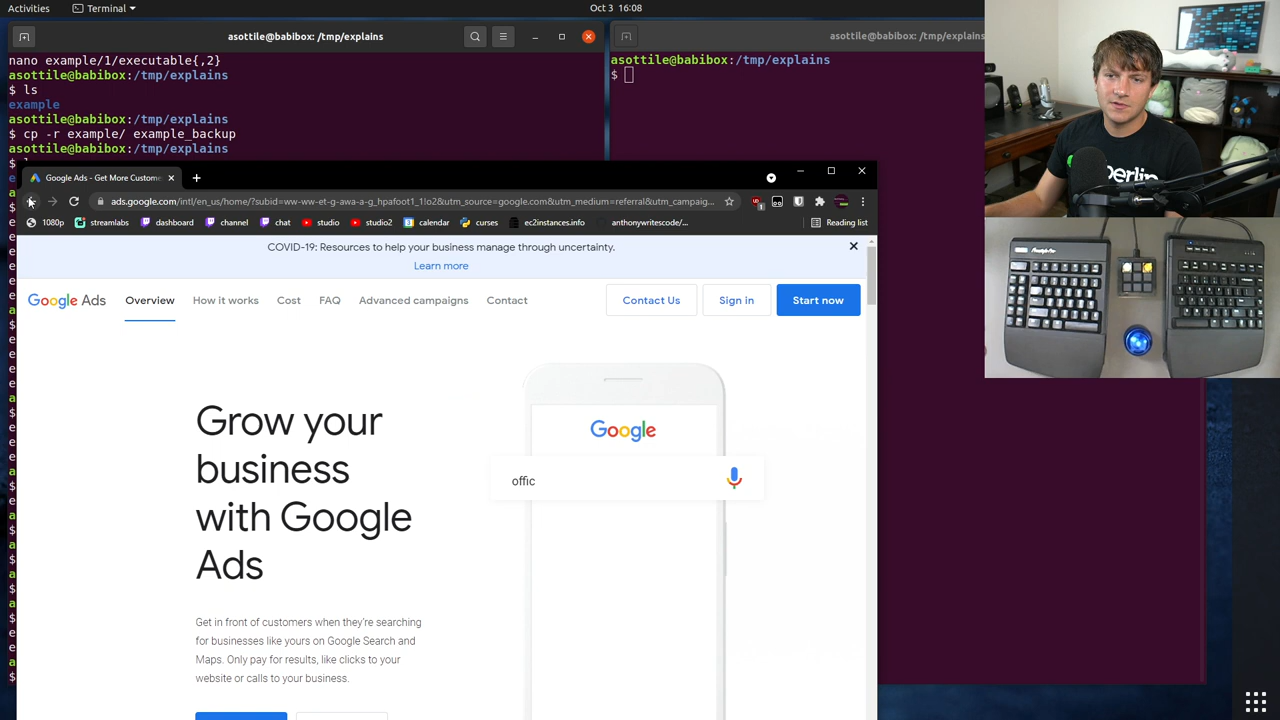 Activities
Terminal
Oct 3 16:08
asottile@babibox: /tmp/explains
nano example/1/executable{,2}
asottile@babibox:/tmp/explains
$ ls
example
asottile@babibox:/tmp/explains
$ cp -r example/ example_backup
asottile@babibox:/tmp/explains
$
asottile@babibox: /tmp/explains
asottile@babibox:/tmp/explains
$
Google Ads - Get More Custome
ads.google.com/intl/en_us/home/?subid=ww-ww-et-g-awa-a-g_hpafoot1_1!o2&utm_source=google.com&utm_medium=referral&utm_campaig...
1080p
streamlabs
dashboard
channel
chat
studio
studio2
calendar
curses
ec2instances.info
anthonywritescode/...
Reading list
COVID-19: Resources to help your business manage through uncertainty.
Learn more
Google Ads
Overview
How it works
Cost
FAQ
Advanced campaigns
Contact
Contact Us
Sign in
Start now
Grow your
business
with Google
Ads
Google
offic
Get in front of customers when they're searching
for businesses like yours on Google Search and
Maps. Only pay for results, like clicks to your
website or calls to your business.